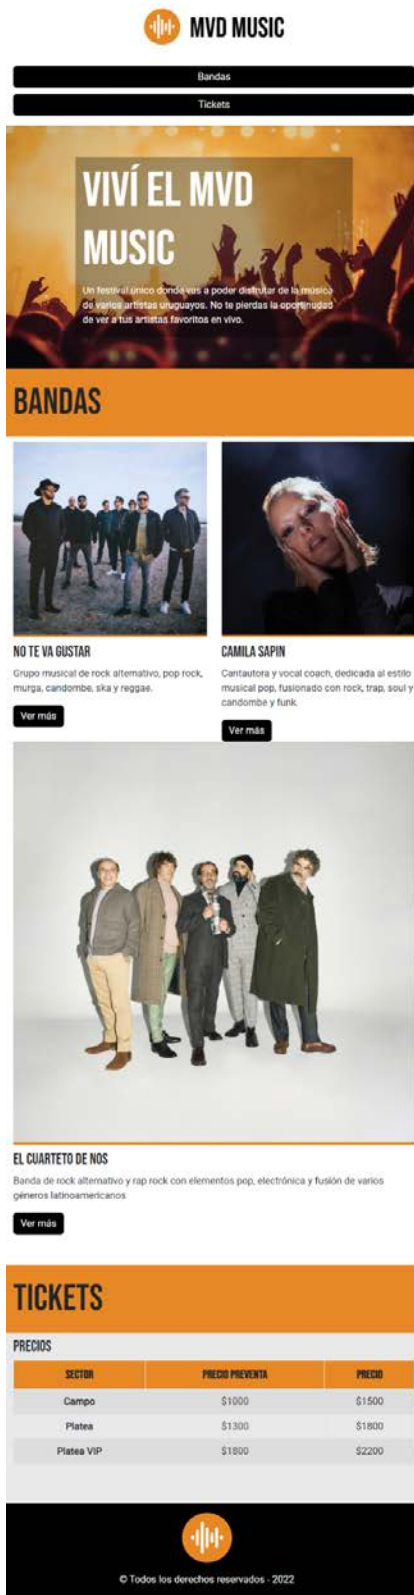 MVD MUSIC
Bandas
Tickets
VIVÍ EL MVD
MUSIC
Un festival único donde vas a poder disfrutar de la música
de varios artistas uruguayos. No te pierdas la oportinudad
de ver a tus artistas favoritos en vivo.
BANDAS
NO TE VA GUSTAR
Grupo musical de rock alternativo, pop rock,
murga, candombe, ska y reggae.
Ver más
CAMILA SAPIN
Cantautora y vocal coach, dedicada al estilo
musical pop, fusionado con rock, trap, soul y
candombe y funk.
Ver más
EL CUARTETO DE NOS
Banda de rock alternativo y rap rock con elementos pop, electrónica y fusión de varios
géneros latinoamericanos
Ver más
TICKETS
PRECIOS
SECTOR PRECIO PREVENTA PRECIO
Campo $1000 $1500
Platea $1300 $1800
Platea VIP $1800 $2200
© Todos los derechos reservados - 2022